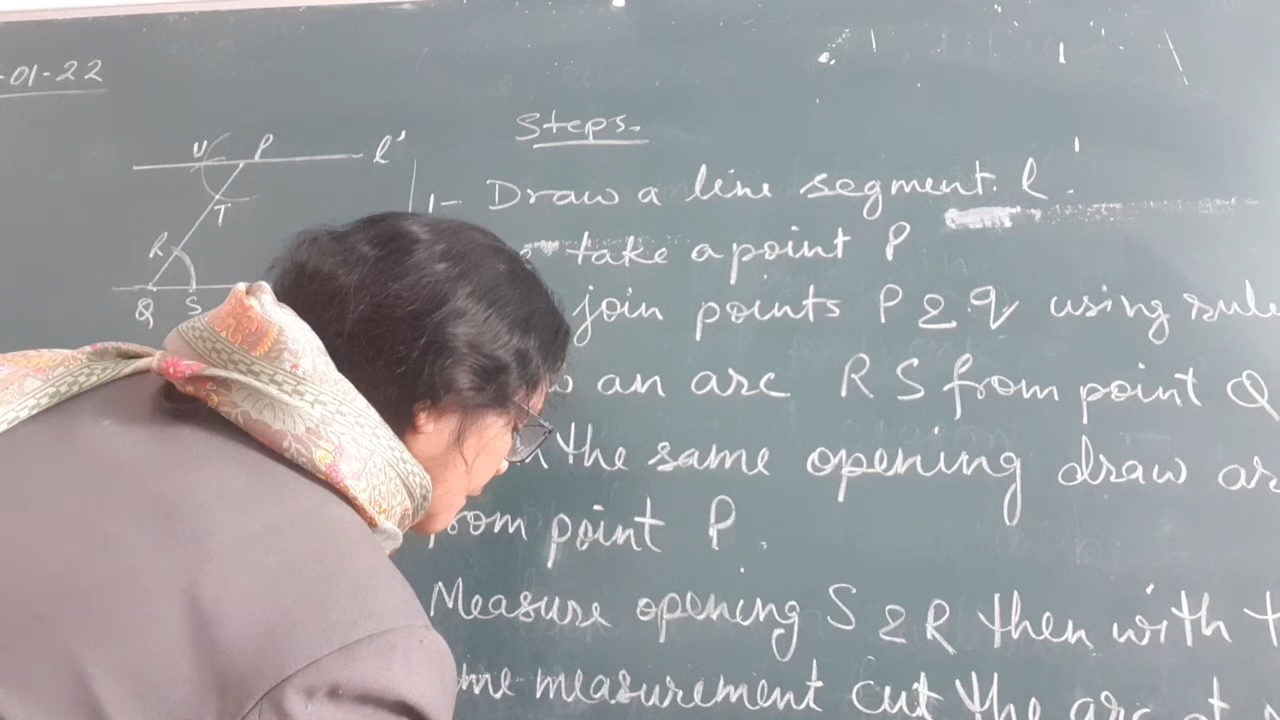 -01-22
Steps.
U P l'
T
R
Q S
1- Draw a line segment. l.'
take a point P
join points P & q using rule
an arc RS from point Q
the same opening draw ar
from point P.
Measure opening S & R then with t
me measurement cut the arc at